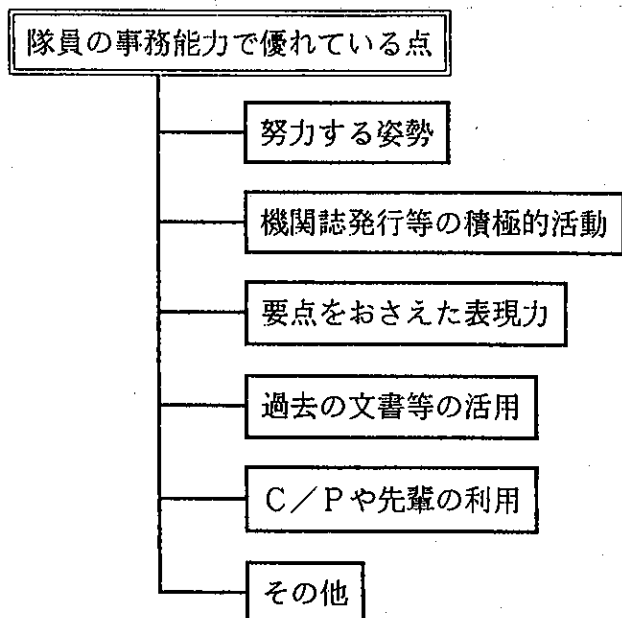 隊員の事務能力で優れている点
努力する姿勢
機関誌発行等の積極的活動
要点をおさえた表現力
過去の文書等の活用
C/Pや先輩の利用
その他